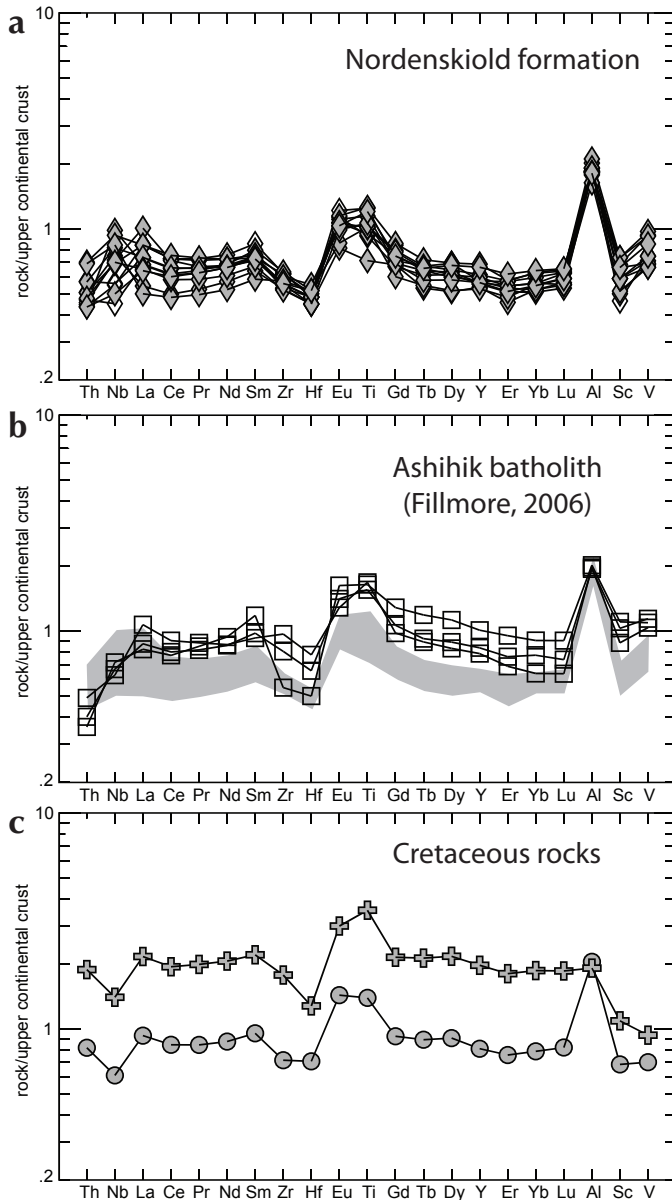 a
10
Nordenskiold formation
rock/upper continental crust
1
.2
Th Nb La Ce Pr Nd Sm Zr Hf Eu Ti Gd Tb Dy Y Er Yb Lu Al Sc V
b
10
Ashihik batholith
(Fillmore, 2006)
rock/upper continental crust
1
.2
Th Nb La Ce Pr Nd Sm Zr Hf Eu Ti Gd Tb Dy Y Er Yb Lu Al Sc V
c
10
Cretaceous rocks
rock/upper continental crust
1
.2
Th Nb La Ce Pr Nd Sm Zr Hf Eu Ti Gd Tb Dy Y Er Yb Lu Al Sc V